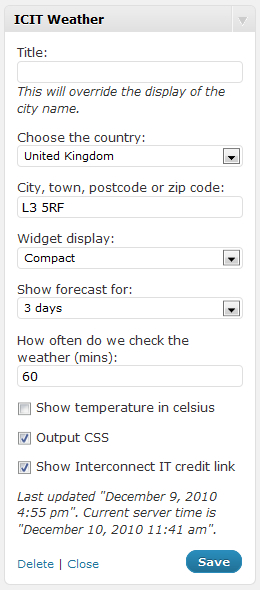 ICIT Weather
Title:
This will override the display of the
city name.
Choose the country:
United Kingdom
City, town, postcode or zip code:
L3 5RF
Widget display:
Compact
Show forecast for:
3 days
How often do we check the
weather (mins):
60
Show temperature in celsius
Output CSS
Show Interconnect IT credit link
Last updated "December 9, 2010
4:55 pm". Current server time is
"December 10, 2010 11:41 am".
Delete | Close
Save